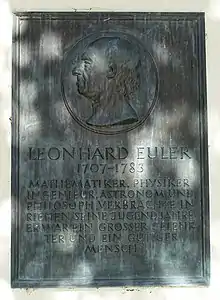 LEONHARD EULER
1707-1783
MATHEMATIKER, PHYSIKER
INGENIEUR, ASTRONOM UND
PHILOSOPH, VERBRACHTE IN
RIEHEN SEINE JUGENDJAHRE
ER WAR EIN GROSSER GELEHR
TER UND EIN GÜTIGER
MENSCH